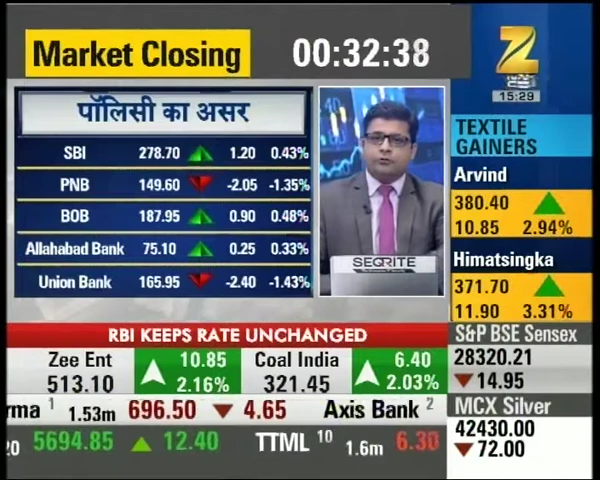 Market Closing
00:32:38
15:29
पॉलिसी का असर
SBI 278.70 1.20 0.43%
PNB 149.60 -2.05 -1.35%
BOB 187.95 0.90 0.48%
Allahabad Bank 75.10 0.25 0.33%
Union Bank 165.95 -2.40 -1.43%
SEQRITE
TEXTILE
GAINERS
Arvind
380.40
10.85 2.94%
Himatsingka
371.70
11.90 3.31%
RBI KEEPS RATE UNCHANGED
Zee Ent 10.85
513.10 2.16%
Coal India 6.40
321.45 2.03%
S&P BSE Sensex
28320.21
14.95
rma 1 1.53m 696.50 4.65 Axis Bank 2
20 5694.85 12.40 TTML 10 1.6m 6.30
MCX Silver
42430.00
72.00